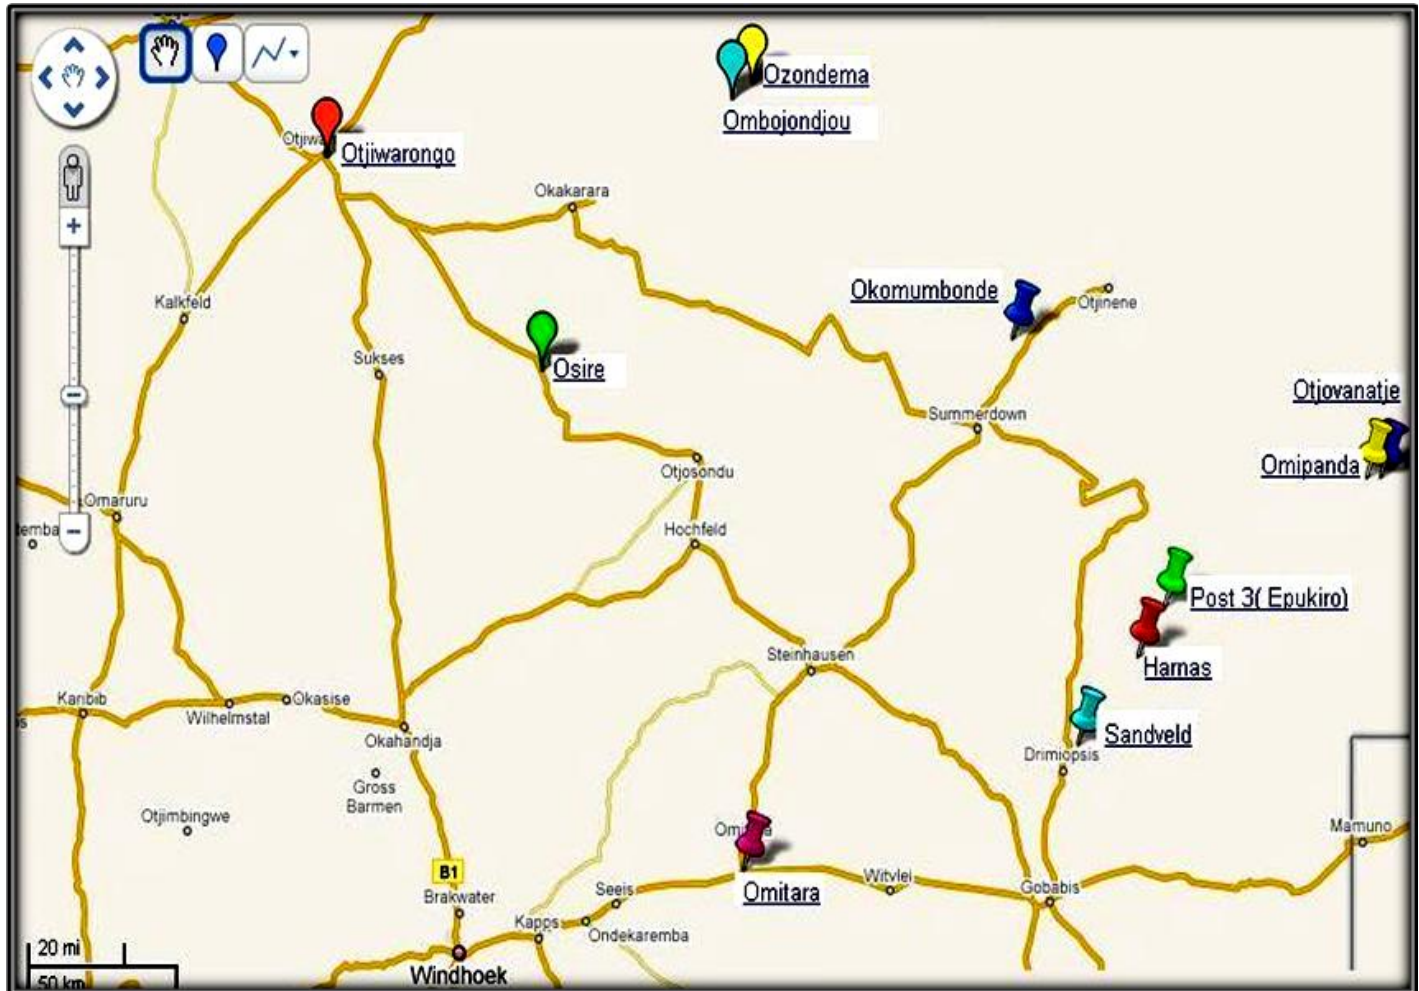 Ozondema
Ombojondjou
Otjiwarongo
Okakarara
Okomumbonde
Otjinene
Kalkfeld
Sukses
Osire
Otjovanatje
Summerdown
Omipanda
Otjosondu
Omaruru
Hochfeld
Post 3( Epukiro)
Harnas
Steinhausen
Karibib
Okasise
Wilhelmstal
Sandveld
Okahandja
Drimiopsis
Gross
Barmen
Otjimbingwe
Mamuno
B1
Witvlei
Gobabis
Omitara
Seeis
Brakwater
Kapps
Ondekaremba
20 mi
50 km
Windhoek